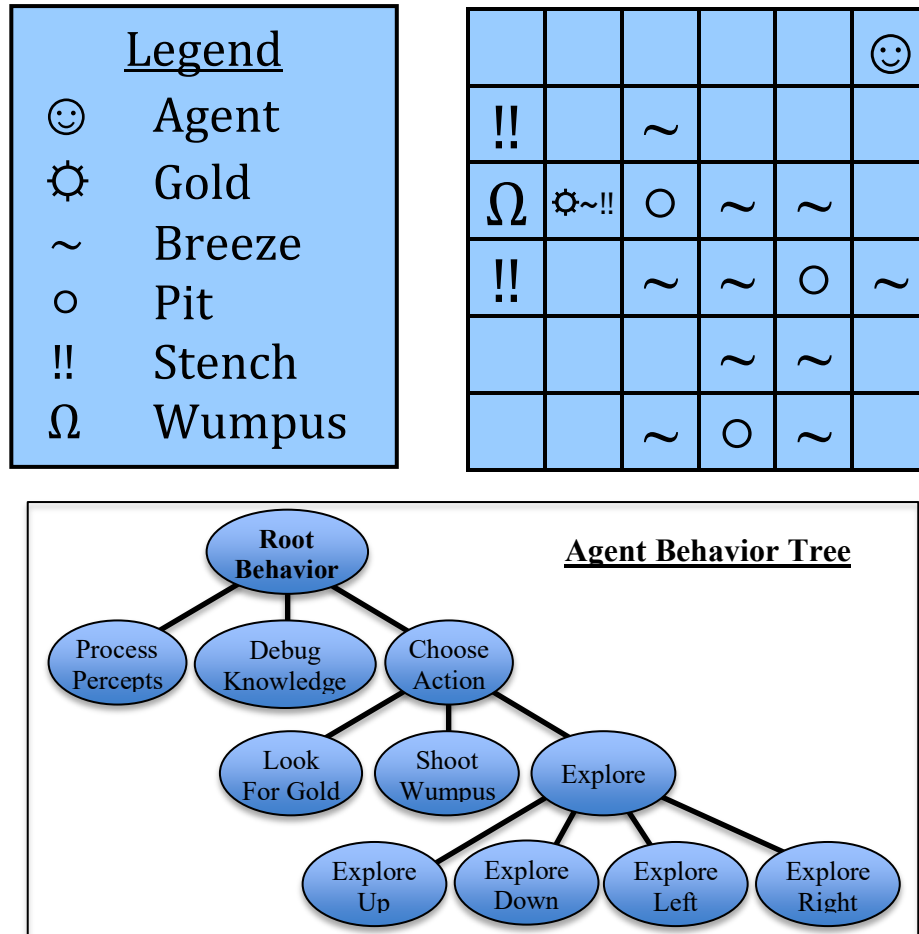 Legend
☺ Agent
☼ Gold
~ Breeze
○ Pit
‼ Stench
Ω Wumpus
☺
‼ ~
Ω ☼~‼ ○ ~ ~
‼ ~ ~ ○ ~
~ ~
~ ○ ~
Agent Behavior Tree
Root
Behavior
Process
Percepts
Debug
Knowledge
Choose
Action
Look
For Gold
Shoot
Wumpus
Explore
Explore
Up
Explore
Down
Explore
Left
Explore
Right